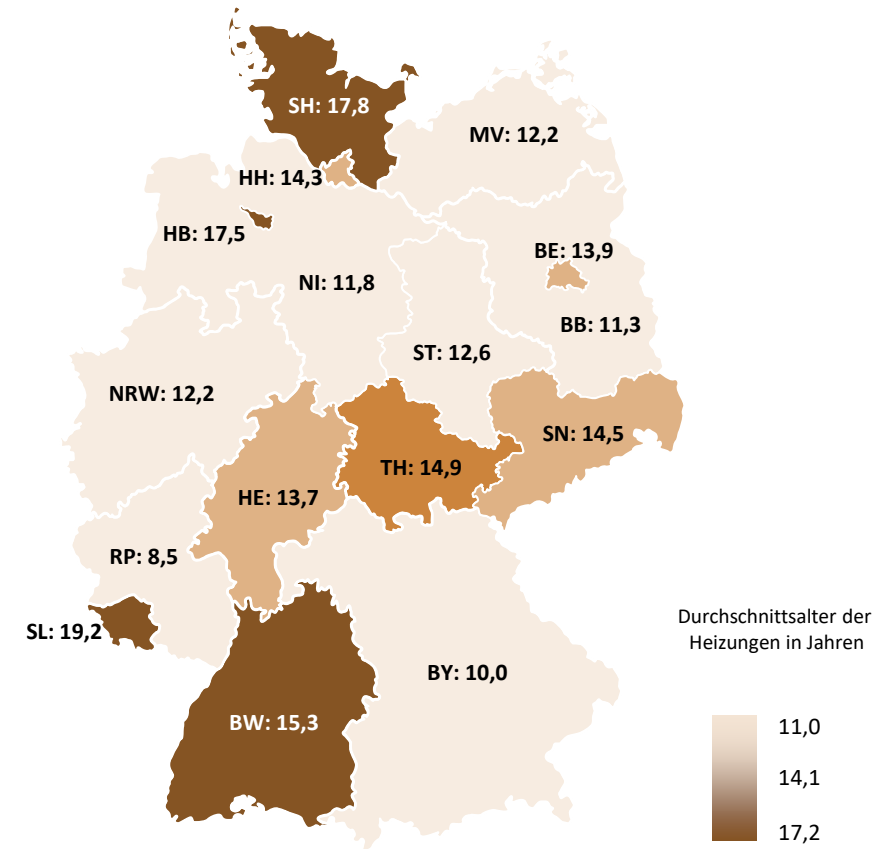 SH: 17,8
MV: 12,2
HH: 14,3
HB: 17,5
BE: 13,9
NI: 11,8
BB: 11,3
ST: 12,6
NRW: 12,2
SN: 14,5
TH: 14,9
HE: 13,7
RP: 8,5
SL: 19,2
BY: 10,0
BW: 15,3
Durchschnittsalter der
Heizungen in Jahren
11,0
14,1
17,2